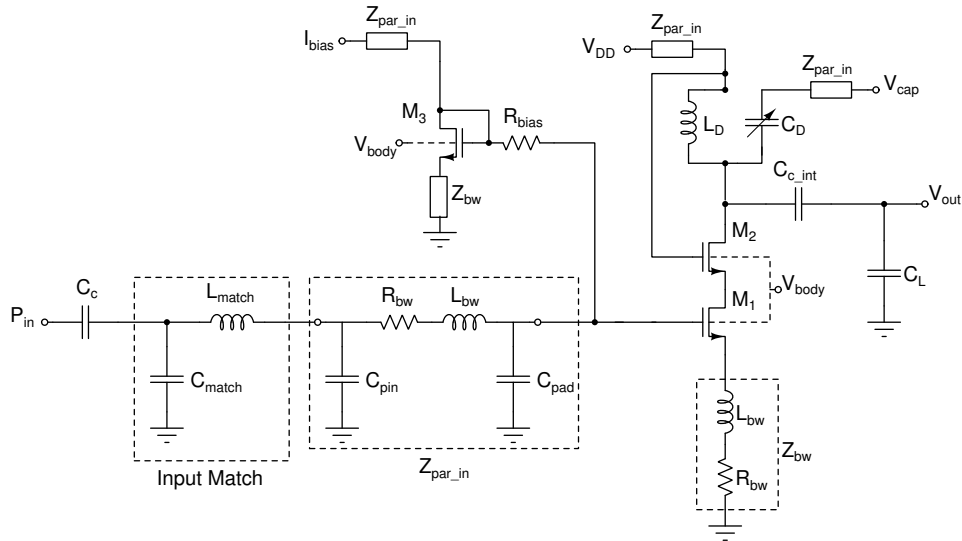 Z_par_in
I_bias
Z_par_in
V_DD
Z_par_in
V_cap
M_3
R_bias
L_D
C_D
V_body
Z_bw
C_c_int
V_out
M_2
C_L
V_body
M_1
C_c
L_match
R_bw
L_bw
P_in
C_match
C_pin
C_pad
L_bw
Z_bw
R_bw
Input Match
Z_par_in